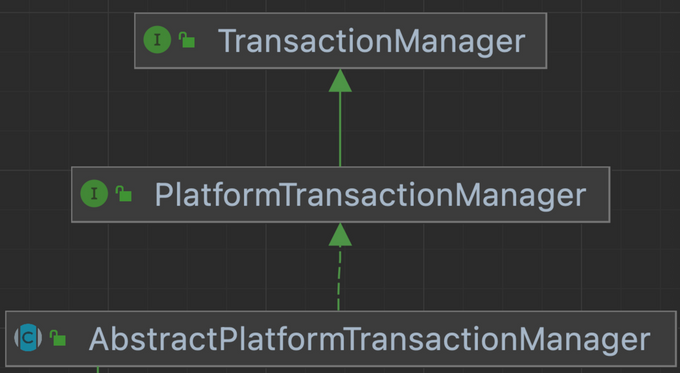 I TransactionManager
I PlatformTransactionManager
C AbstractPlatformTransactionManager